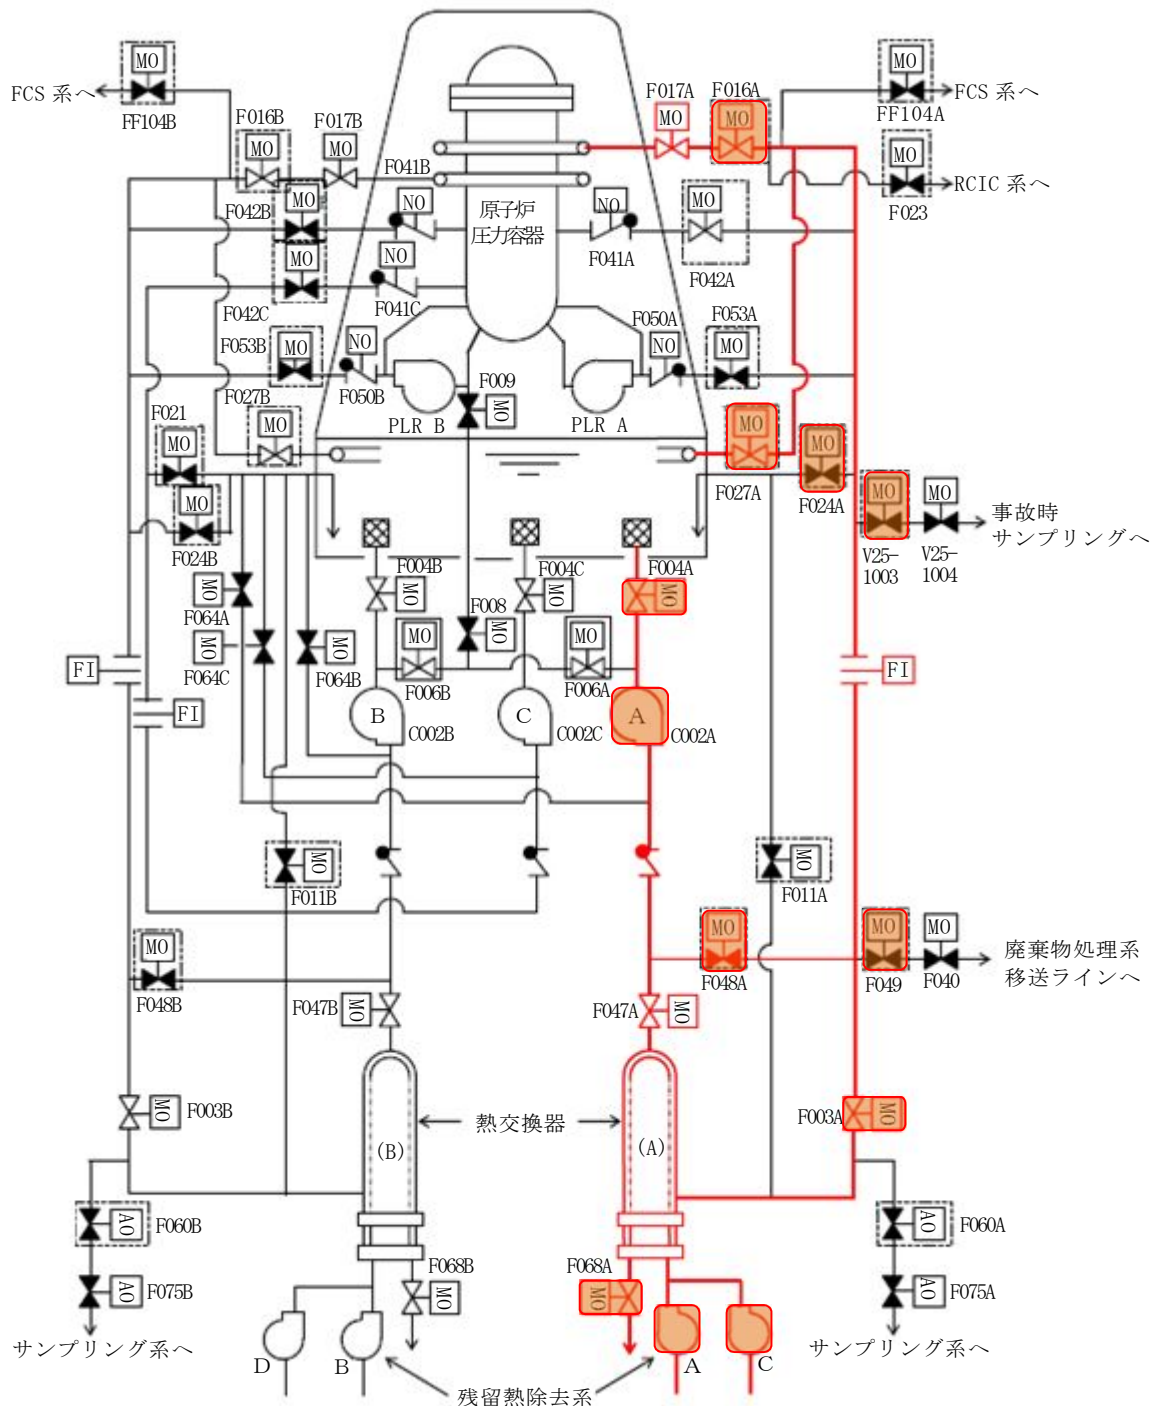 MO
MO
FCS 系へ
FCS 系へ
FF104B
FF104A
F016B
F017B
F017A
F016A
MO
MO
MO
MO
MO
RCIC 系へ
F023
F041B
F042B
MO
NO
原子炉
圧力容器
NO
MO
F041A
F042A
MO
NO
F042C
F041C
F053B
MO
NO
F050B
F050A
NO
F053A
MO
F009
MO
PLR B
PLR A
F027B
MO
F021
MO
MO
F024B
MO
F027A
MO
F024A
MO
MO
V25-
1003
V25-
1004
事故時
サンプリングへ
F004B
MO
F004C
MO
F004A
MO
MO
F064A
MO
F064C
MO
F064B
F008
MO
MO
F006B
MO
F006A
FI
FI
FI
B
C002B
C
C002C
A
C002A
MO
F011B
MO
F011A
MO
F048B
MO
F048A
MO
F049
MO
F040
廃棄物処理系
移送ラインへ
F047B
MO
F047A
MO
MO
F003B
F003A
MO
熱交換器
(B)
(A)
AO
F060B
AO
F060A
AO
F075B
AO
F075A
F068B
MO
F068A
MO
サンプリング系へ
サンプリング系へ
D
B
A
C
残留熱除去系